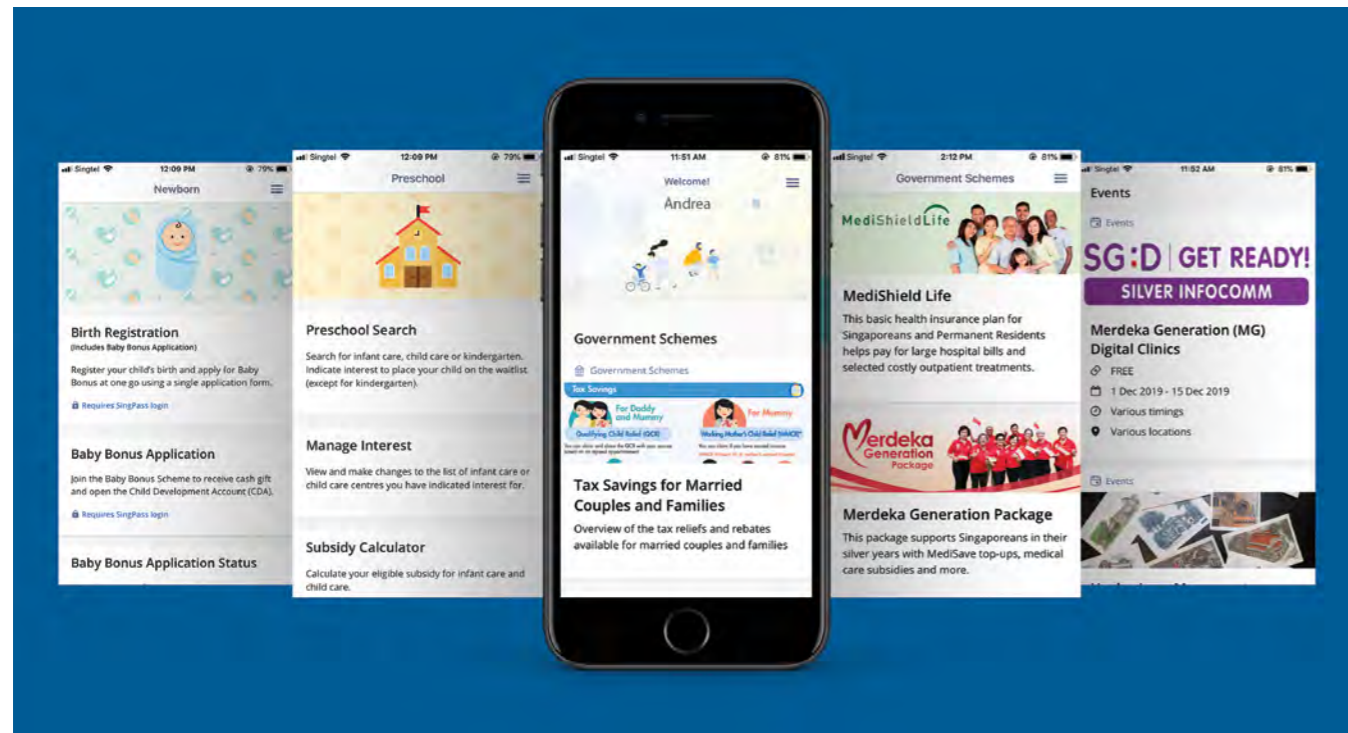 Singtel 12:09 PM 79%
Newborn
Birth Registration
(Includes Baby Bonus Application)
Register your child's birth and apply for Baby
Bonus at one go using a single application form.
Requires SingPass login
Baby Bonus Application
Join the Baby Bonus Scheme to receive cash gift
and open the Child Development Account (CDA).
Requires SingPass login
Baby Bonus Application Status
Singtel 12:09 PM 79%
Preschool
Preschool Search
Search for infant care, child care or kindergarten.
Indicate interest to place your child on the waitlist
(except for kindergarten).
Manage Interest
View and make changes to the list of infant care or
child care centres you have indicated interest for.
Subsidy Calculator
Calculate your eligible subsidy for infant care and
child care.
Singtel 11:51 AM 81%
Welcome!
Andrea
Government Schemes
Government Schemes
Tax Savings
For Daddy
and Mummy
Qualifying Child Relief (QCR)
For Mummy
Working Mother's Child Relief (WMCR)*
Tax Savings for Married
Couples and Families
Overview of the tax reliefs and rebates
available for married couples and families
Singtel 2:12 PM 81%
Government Schemes
MediShield Life
MediShield Life
This basic health insurance plan for
Singaporeans and Permanent Residents
helps pay for large hospital bills and
selected costly outpatient treatments.
Merdeka
Generation
Package
Merdeka Generation Package
This package supports Singaporeans in their
silver years with MediSave top-ups, medical
care subsidies and more.
Singtel 11:52 AM 81%
Events
Events
SG:D GET READY!
SILVER INFOCOMM
Merdeka Generation (MG)
Digital Clinics
FREE
1 Dec 2019 - 15 Dec 2019
Various timings
Various locations
Events